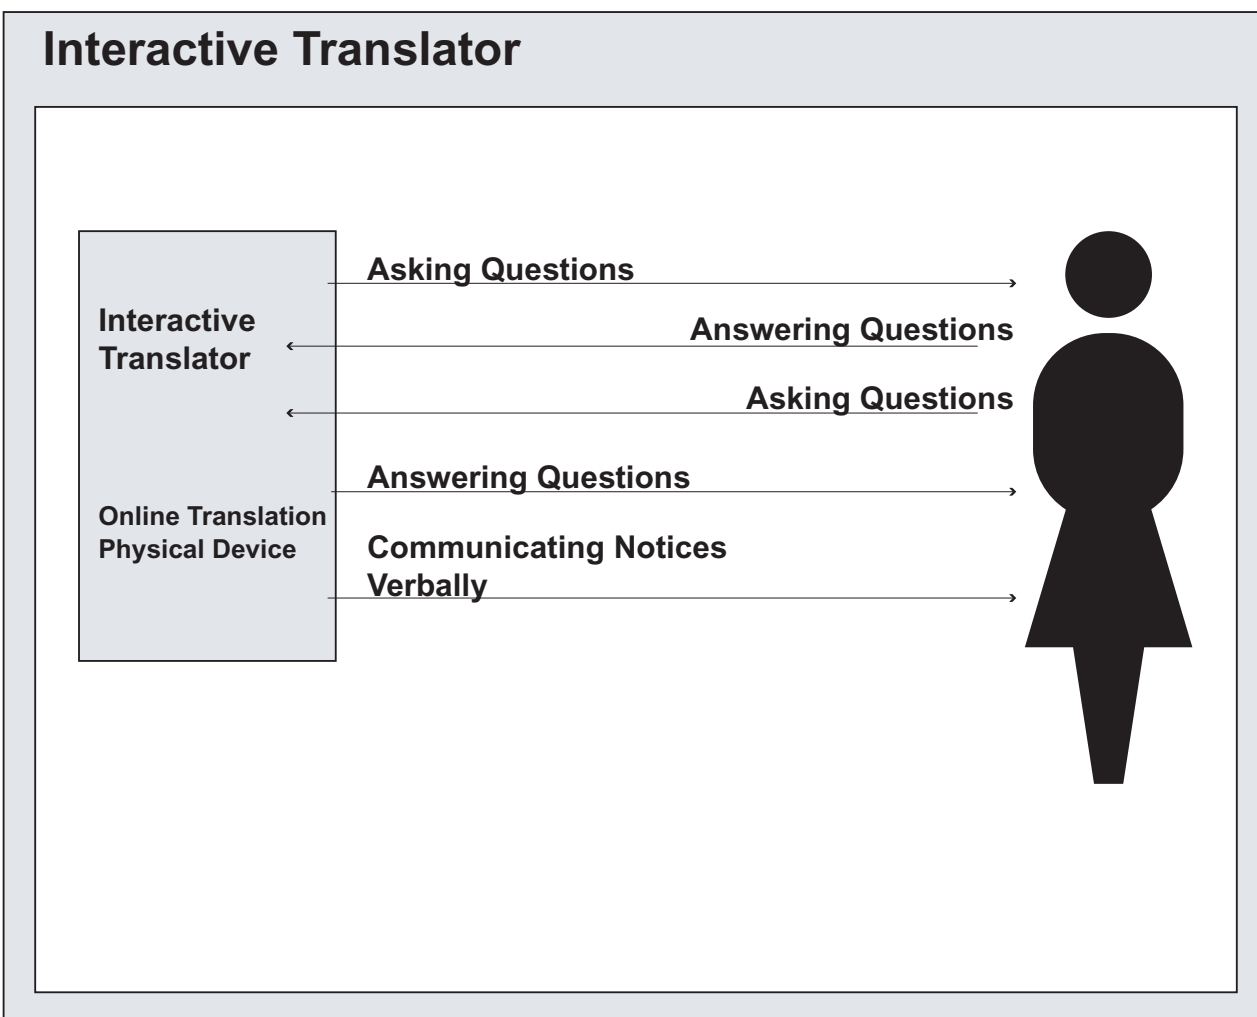 Interactive Translator
Asking Questions
Interactive
Translator
Answering Questions
Asking Questions
Answering Questions
Online Translation
Physical Device
Communicating Notices
Verbally